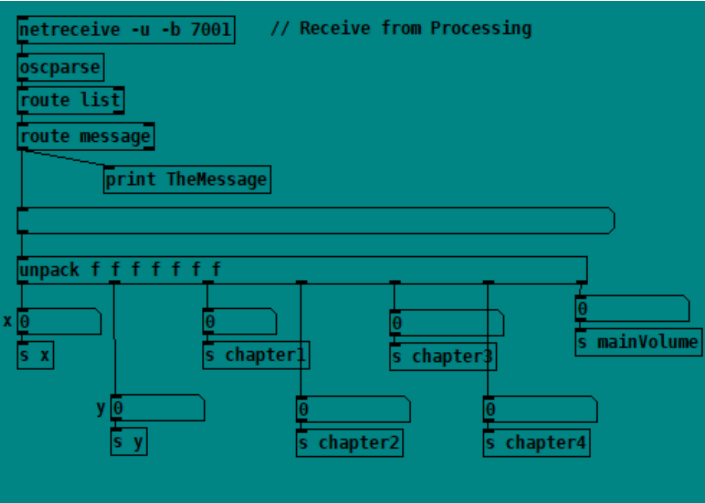 netreceive -u -b 7001
// Receive from Processing
oscparse
route list
route message
print TheMessage
unpack f f f f f f f
x 0
0
0
0
s x
s chapter1
s chapter3
s mainVolume
y 0
0
0
s y
s chapter2
s chapter4